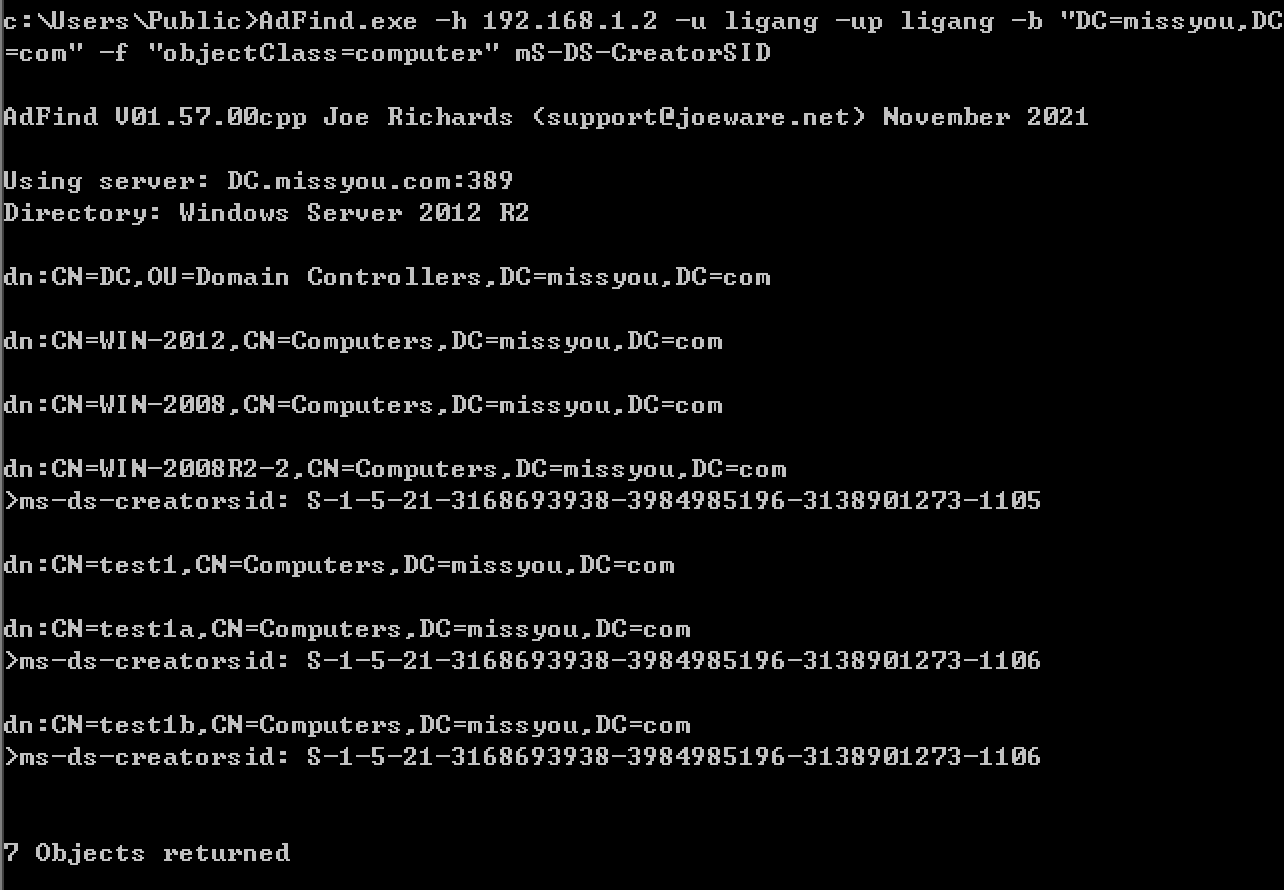 c:\Users\Public>AdFind.exe -h 192.168.1.2 -u ligang -up ligang -b "DC=missyou,DC
=com" -f "objectClass=computer" mS-DS-CreatorSID
AdFind V01.57.00cpp Joe Richards (support@joeware.net) November 2021
Using server: DC.missyou.com:389
Directory: Windows Server 2012 R2
dn:CN=DC,OU=Domain Controllers,DC=missyou,DC=com
dn:CN=WIN-2012,CN=Computers,DC=missyou,DC=com
dn:CN=WIN-2008,CN=Computers,DC=missyou,DC=com
dn:CN=WIN-2008R2-2,CN=Computers,DC=missyou,DC=com
>ms-ds-creatorsid: S-1-5-21-3168693938-3984985196-3138901273-1105
dn:CN=test1,CN=Computers,DC=missyou,DC=com
dn:CN=test1a,CN=Computers,DC=missyou,DC=com
>ms-ds-creatorsid: S-1-5-21-3168693938-3984985196-3138901273-1106
dn:CN=test1b,CN=Computers,DC=missyou,DC=com
>ms-ds-creatorsid: S-1-5-21-3168693938-3984985196-3138901273-1106
7 Objects returned